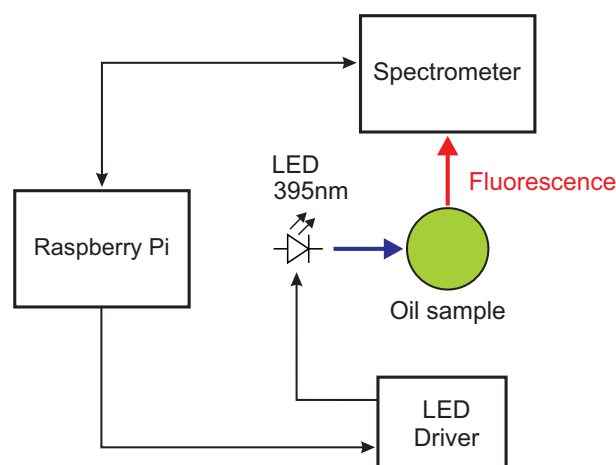 Spectrometer
LED
395nm
Fluorescence
Raspberry Pi
Oil sample
LED
Driver